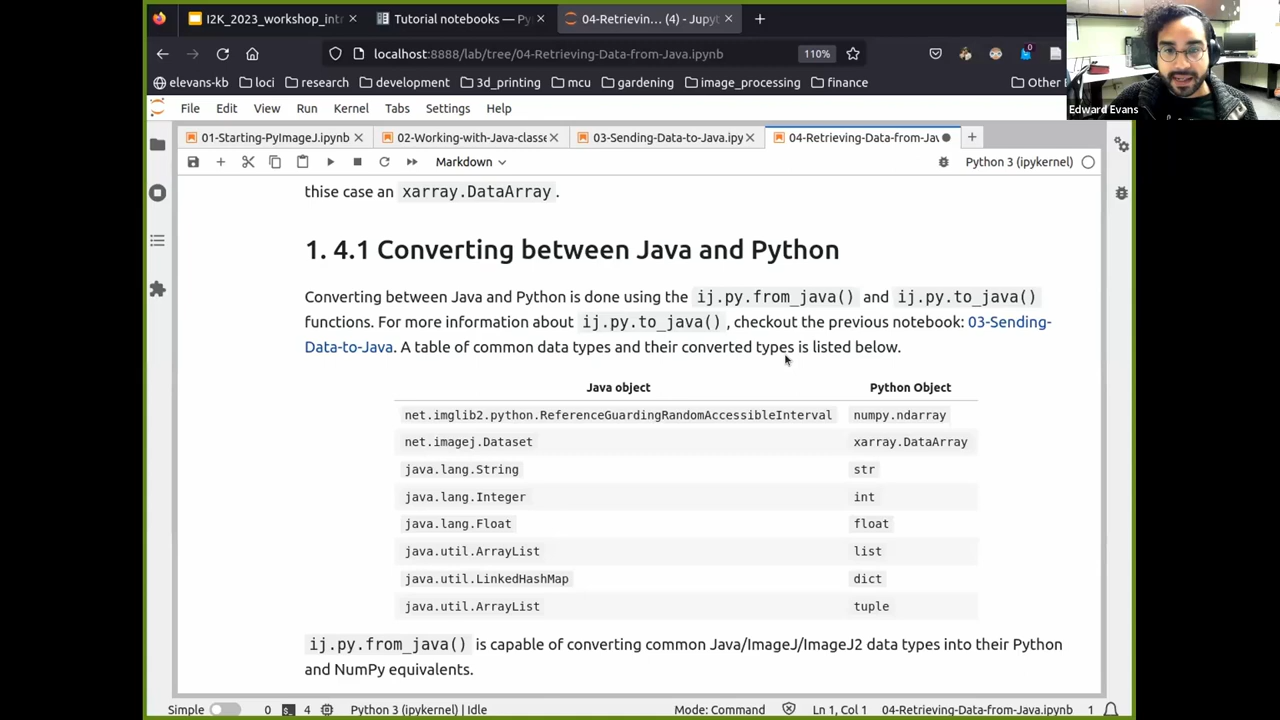 I2K_2023_workshop_intr
Tutorial notebooks — Py
04-Retrievin… (4) - Jupyt
localhost:8888/lab/tree/04-Retrieving-Data-from-Java.ipynb
110%
0
elevans-kb
loci
research
3d_printing
mcu
gardening
image_processing
finance
Other
Edward Evans
File Edit View Run Kernel Tabs Settings Help
01-Starting-PyImageJ.ipynb
02-Working-with-Java-classe
03-Sending-Data-to-Java.ipy
04-Retrieving-Data-from-Jav
Markdown
Python 3 (ipykernel)
thise case an xarray.DataArray.
1. 4.1 Converting between Java and Python
Converting between Java and Python is done using the ij.py.from_java() and ij.py.to_java()
functions. For more information about ij.py.to_java(), checkout the previous notebook: 03-Sending-
Data-to-Java. A table of common data types and their converted types is listed below.
Java object Python Object
net.imglib2.python.ReferenceGuardingRandomAccessibleInterval numpy.ndarray
net.imagej.Dataset xarray.DataArray
java.lang.String str
java.lang.Integer int
java.lang.Float float
java.util.ArrayList list
java.util.LinkedHashMap dict
java.util.ArrayList tuple
ij.py.from_java() is capable of converting common Java/ImageJ/ImageJ2 data types into their Python
and NumPy equivalents.
Simple 0 4 Python 3 (ipykernel) | Idle Mode: Command Ln 1, Col 1 04-Retrieving-Data-from-Java.ipynb 1